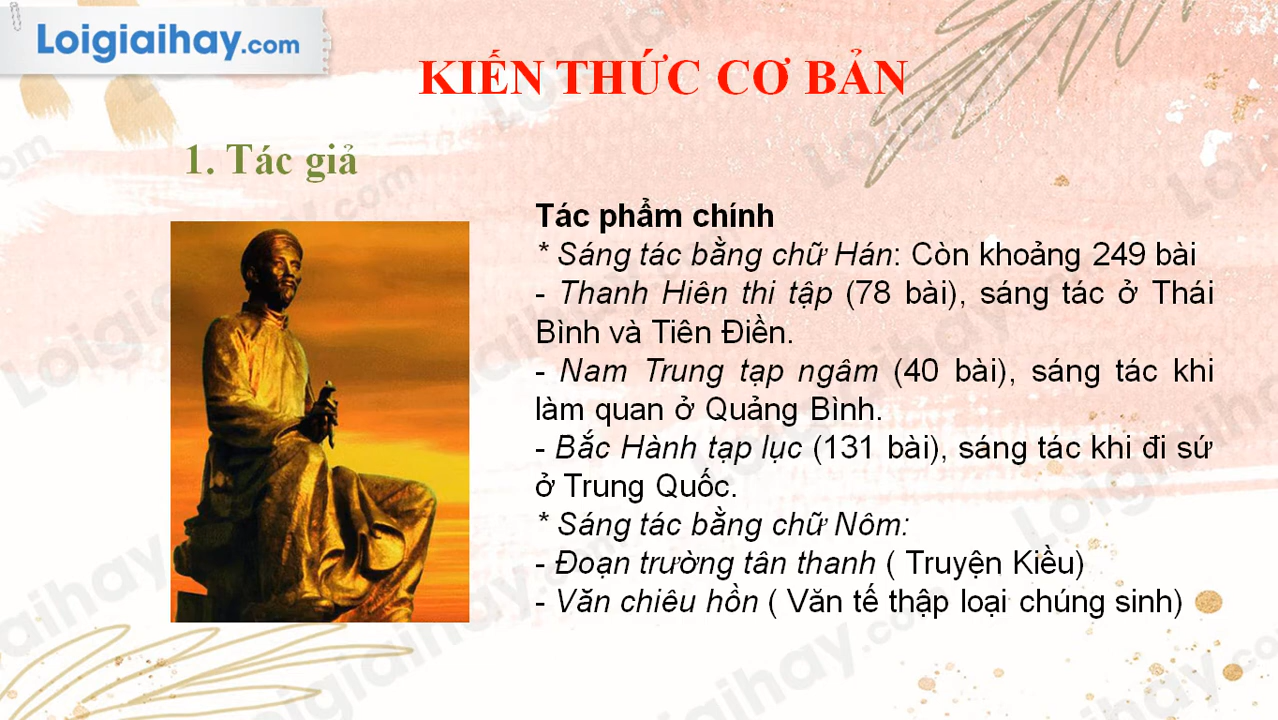 Loigiaihay.com
KIẾN THỨC CƠ BẢN
1. Tác giả
Tác phẩm chính
* Sáng tác bằng chữ Hán: Còn khoảng 249 bài
- Thanh Hiên thi tập (78 bài), sáng tác ở Thái
Bình và Tiên Điền.
- Nam Trung tạp ngâm (40 bài), sáng tác khi
làm quan ở Quảng Bình.
- Bắc Hành tạp lục (131 bài), sáng tác khi đi sứ
ở Trung Quốc.
* Sáng tác bằng chữ Nôm:
- Đoạn trường tân thanh ( Truyện Kiều)
- Văn chiêu hồn ( Văn tế thập loại chúng sinh)